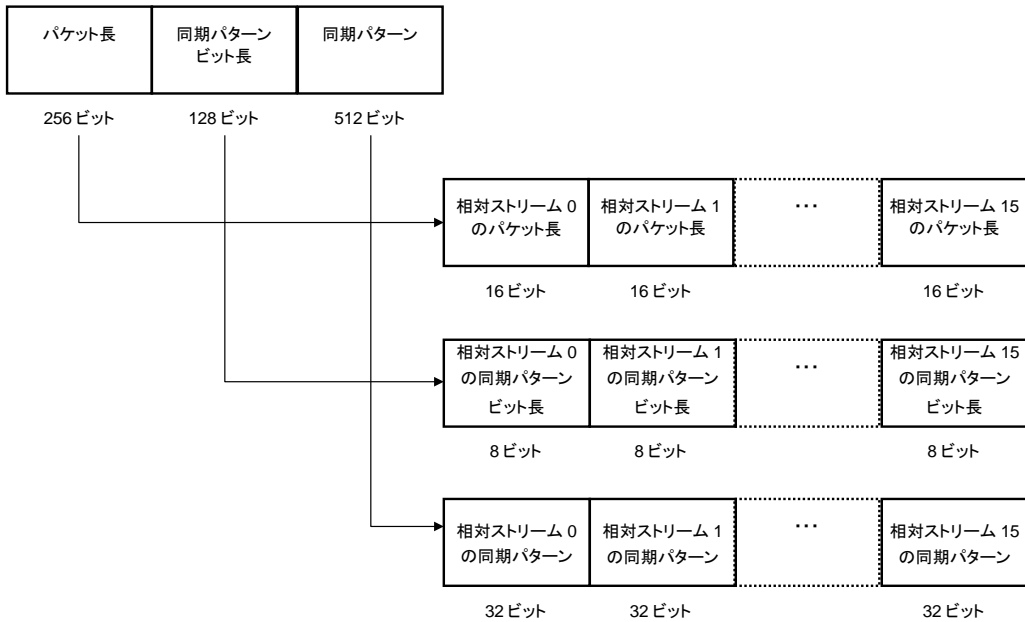 パケット長
同期パターン
ビット長
同期パターン
256 ビット
128 ビット
512 ビット
相対ストリーム 0
のパケット長
相対ストリーム 1
のパケット長
…
相対ストリーム 15
のパケット長
16 ビット
16 ビット
16 ビット
相対ストリーム 0
の同期パターン
ビット長
相対ストリーム 1
の同期パターン
ビット長
…
相対ストリーム 15
の同期パターン
ビット長
8 ビット
8 ビット
8 ビット
相対ストリーム 0
の同期パターン
相対ストリーム 1
の同期パターン
…
相対ストリーム 15
の同期パターン
32 ビット
32 ビット
32 ビット